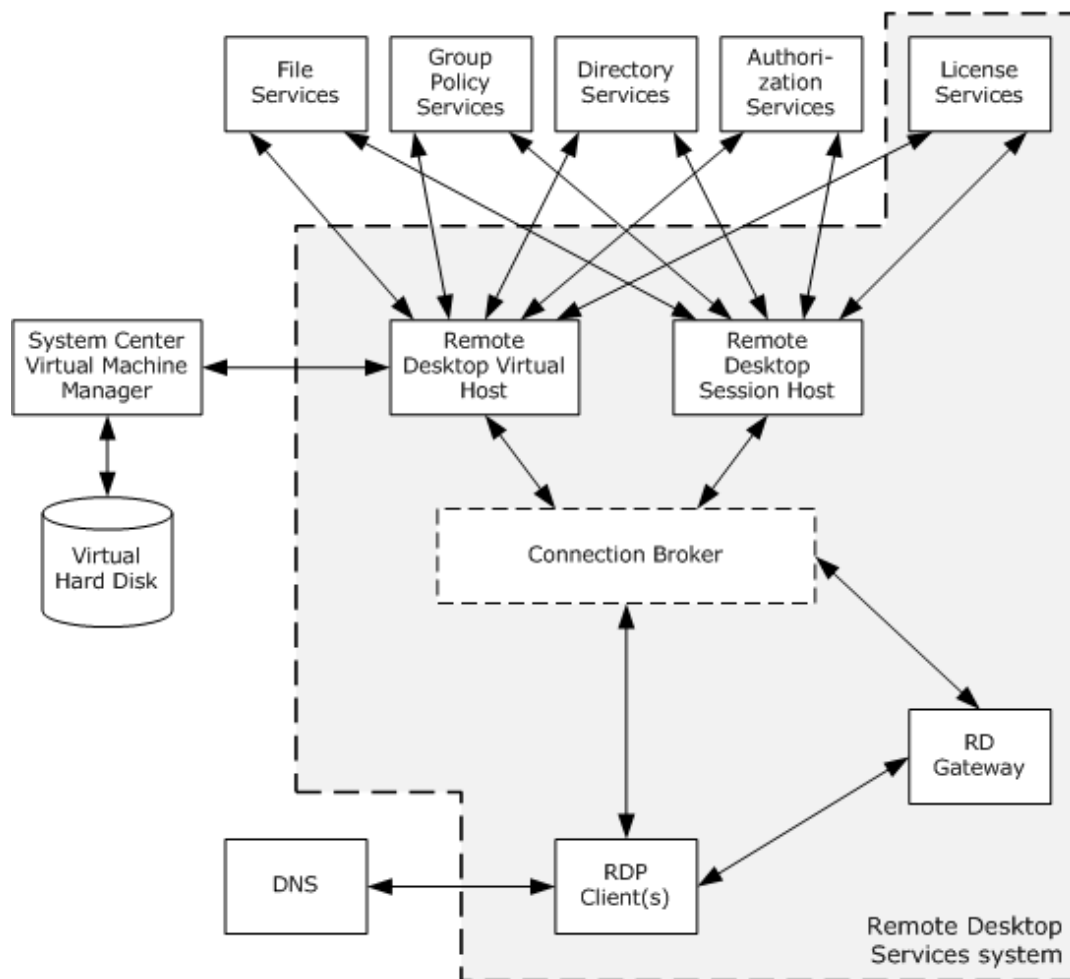 File
Services
Group
Policy
Services
Directory
Services
Authori-
zation
Services
License
Services
System Center
Virtual Machine
Manager
Remote
Desktop Virtual
Host
Remote
Desktop
Session Host
Virtual
Hard Disk
Connection Broker
RD
Gateway
DNS
RDP
Client(s)
Remote Desktop
Services system